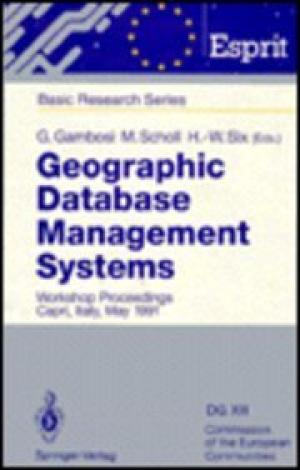 Esprit
Basic Research Series
G. Gambosi M. Scholl H.-W. Six (Eds.)
Geographic
Database
Management
Systems
Workshop Proceedings
Capri, Italy, May 1991
DG XIII
Commission
of the European
Communities
Springer-Verlag